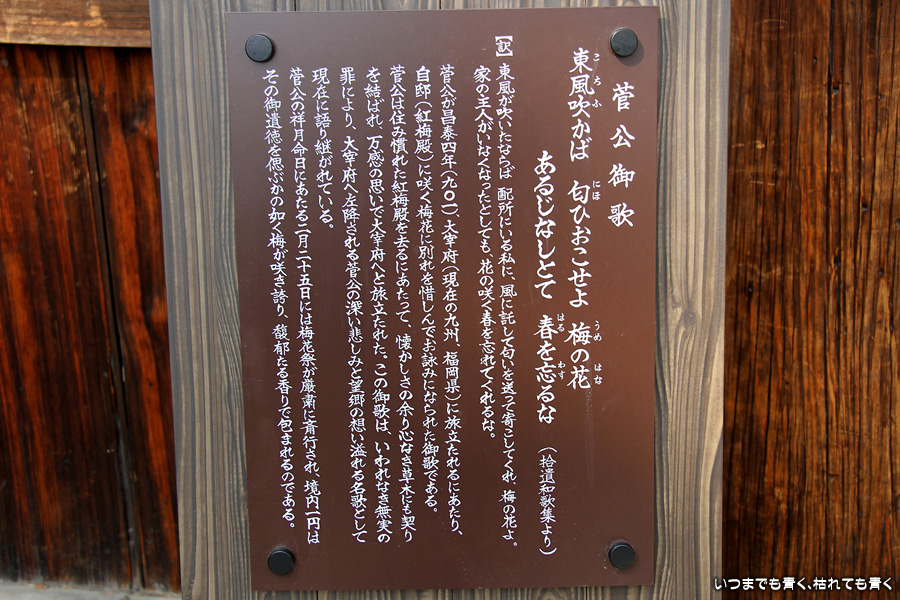 菅公御歌
東風吹かば 匂ひおこせよ 梅の花
こちふ にほ うめ はな
あるじなしとて 春を忘るな (拾遺和歌集より)
はる わす
【訳】東風が吹いたならば 配所にいる私に、風に託して匂いを送って寄こしてくれ、梅の花よ。
家の主人がいなくなったとしても、花の咲く春を忘れてくれるな。
菅公が昌泰四年(九〇一)、大宰府(現在の九州、福岡県)に旅立たれるにあたり、
自邸(紅梅殿)に咲く梅花に別れを惜しんでお詠みになられた御歌である。
菅公は住み慣れた紅梅殿を去るにあたって、懐かしさの余り心なき草木にも契り
を結ばれ、万感の思いで大宰府へと旅立たれた。この御歌は、いわれなき無実の
罪により、大宰府へ左降される菅公の深い悲しみと望郷の想い溢れる名歌として
現在に語り継がれている。
菅公の祥月命日にあたる二月二十五日には梅花祭が厳粛に斎行され、境内一円は
その御遺徳を偲ぶかの如く梅が咲き誇り、馥郁たる香りで包まれるのである。
いつまでも青く、枯れても青く